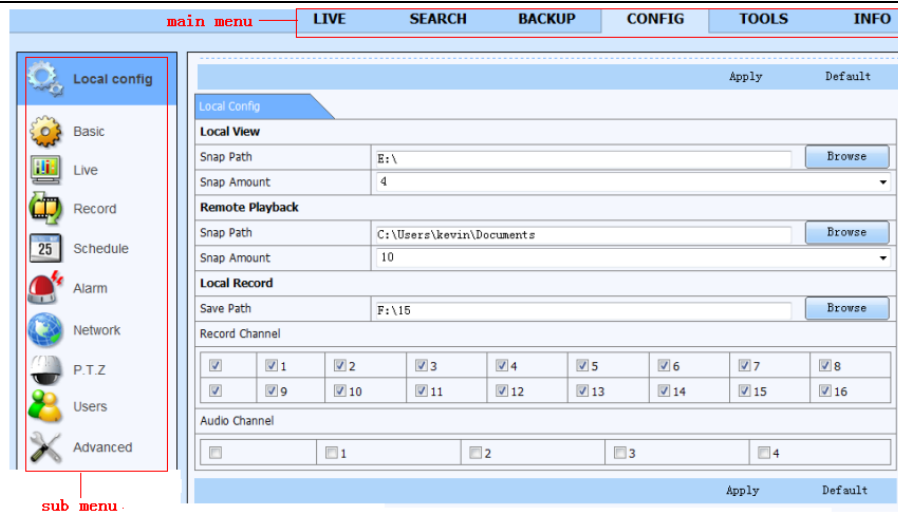 main menu
LIVE SEARCH BACKUP CONFIG TOOLS INFO
Local config
Basic
Live
Record
25 Schedule
Alarm
Network
P.T.Z
Users
Advanced
sub menu
Apply Default
Local Config
Local View
Snap Path E:\ Browse
Snap Amount 4
Remote Playback
Snap Path C:\Users\kevin\Documents Browse
Snap Amount 10
Local Record
Save Path F:\15 Browse
Record Channel
1 2 3 4 5 6 7 8
9 10 11 12 13 14 15 16
Audio Channel
1 2 3 4
Apply Default